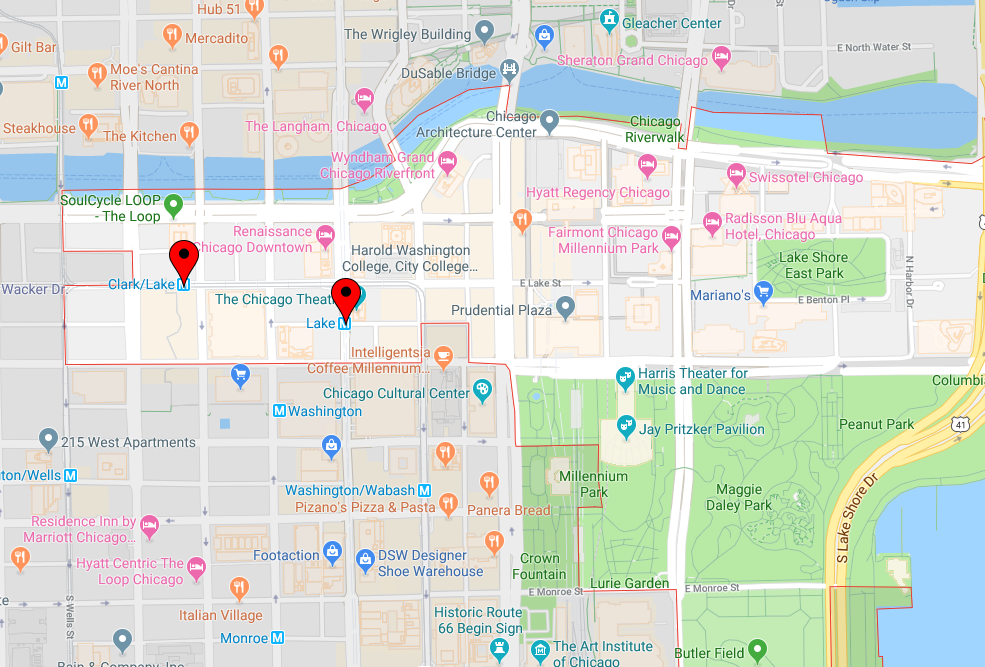 Hub 51
Gilt Bar
Mercadito
The Wrigley Building
Gleacher Center
E North Water St
Sheraton Grand Chicago
DuSable Bridge
Moe's Cantina
River North
Steakhouse
The Kitchen
The Langham, Chicago
Chicago
Architecture Center
Chicago
Riverwalk
Wyndham Grand
Chicago Riverfront
Hyatt Regency Chicago
Swissotel Chicago
SoulCycle LOOP
- The Loop
Renaissance
Chicago Downtown
Harold Washington
College, City College...
Fairmont Chicago
Millennium Park
Radisson Blu Aqua
Hotel, Chicago
Lake Shore
East Park
N Harbor Dr
Wacker Dr
Clark/Lake
E Lake St
The Chicago Theat
Lake
Prudential Plaza
Mariano's
E Benton Pl
Intelligentsia
Coffee Millennium...
Chicago Cultural Center
Harris Theater for
Music and Dance
Columbi
Washington
Jay Pritzker Pavilion
Peanut Park
41
215 West Apartments
ton/Wells
Washington/Wabash
Millennium
Park
Maggie
Daley Park
S Lake Shore Dr
Pizano's Pizza & Pasta
Panera Bread
Residence Inn by
Marriott Chicago...
Hyatt Centric The
Loop Chicago
Footaction
DSW Designer
Shoe Warehouse
Crown
Fountain
Lurie Garden
E Monroe St
E Monroe St
S Wells St
Italian Village
Historic Route
66 Begin Sign
Monroe
The Art Institute
of Chicago
Butler Field
Bain & Company, Inc